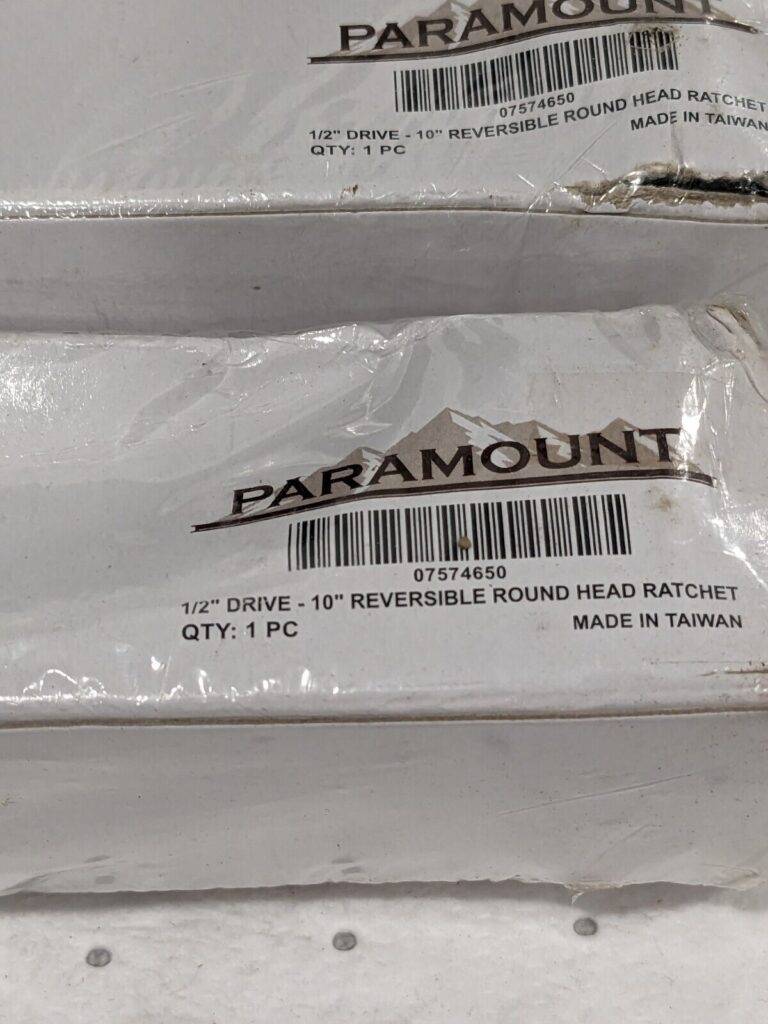 PARAMOUNT
07574650
1/2" DRIVE - 10" REVERSIBLE ROUND HEAD RATCHET
QTY: 1 PC MADE IN TAIWAN
PARAMOUNT
07574650
1/2" DRIVE - 10" REVERSIBLE ROUND HEAD RATCHET
QTY: 1 PC MADE IN TAIWAN